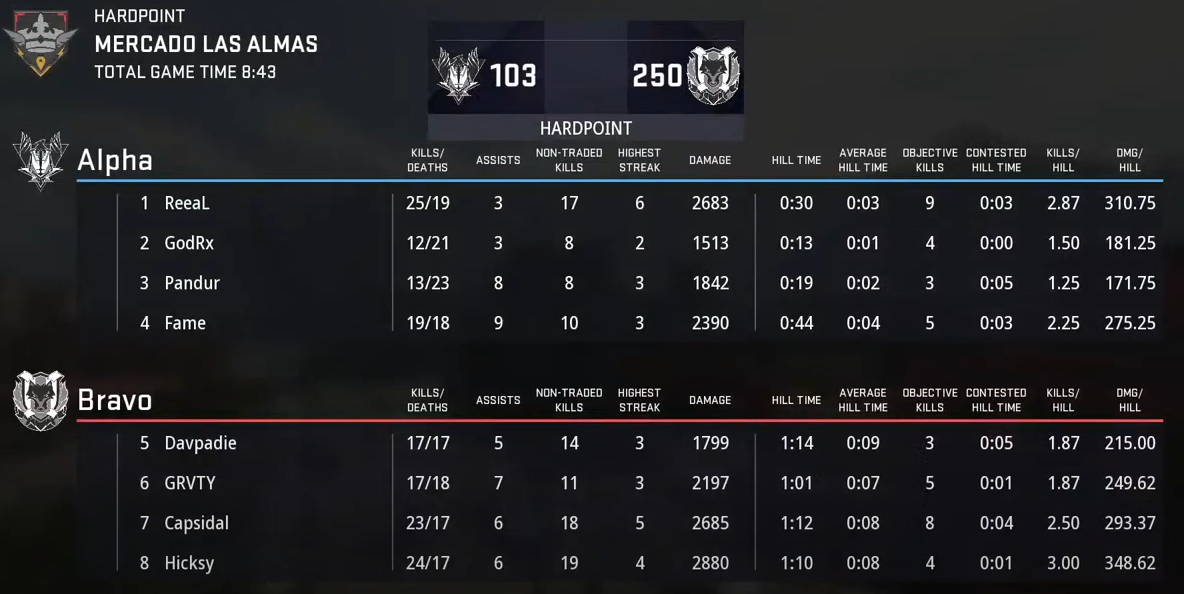 HARDPOINT
MERCADO LAS ALMAS
TOTAL GAME TIME 8:43
103 250
HARDPOINT
Alpha KILLS/DEATHS ASSISTS NON-TRADED KILLS HIGHEST STREAK DAMAGE HILL TIME AVERAGE HILL TIME OBJECTIVE KILLS CONTESTED HILL TIME KILLS/HILL DMG/HILL
1 ReeaL 25/19 3 17 6 2683 0:30 0:03 9 0:03 2.87 310.75
2 GodRx 12/21 3 8 2 1513 0:13 0:01 4 0:00 1.50 181.25
3 Pandur 13/23 8 8 3 1842 0:19 0:02 3 0:05 1.25 171.75
4 Fame 19/18 9 10 3 2390 0:44 0:04 5 0:03 2.25 275.25
Bravo KILLS/DEATHS ASSISTS NON-TRADED KILLS HIGHEST STREAK DAMAGE HILL TIME AVERAGE HILL TIME OBJECTIVE KILLS CONTESTED HILL TIME KILLS/HILL DMG/HILL
5 Davpadie 17/17 5 14 3 1799 1:14 0:09 3 0:05 1.87 215.00
6 GRVTY 17/18 7 11 3 2197 1:01 0:07 5 0:01 1.87 249.62
7 Capsidal 23/17 6 18 5 2685 1:12 0:08 8 0:04 2.50 293.37
8 Hicksy 24/17 6 19 4 2880 1:10 0:08 4 0:01 3.00 348.62